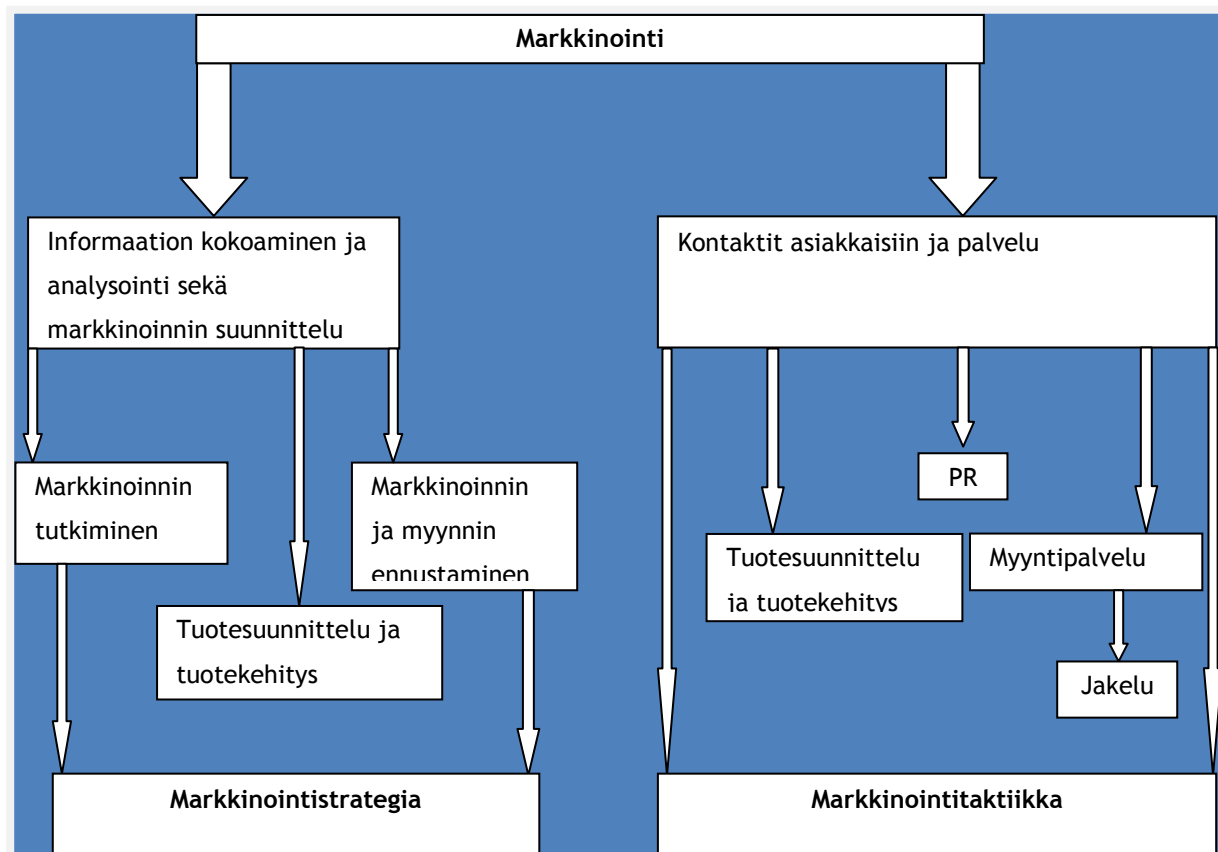 Markkinointi
Informaation kokoaminen ja
analysointi sekä
markkinoinnin suunnittelu
Kontaktit asiakkaisiin ja palvelu
Markkinoinnin
tutkiminen
Markkinoinnin
ja myynnin
ennustaminen
Tuotesuunnittelu ja
tuotekehitys
PR
Tuotesuunnittelu
ja tuotekehitys
Myyntipalvelu
Jakelu
Markkinointistrategia
Markkinointitaktiikka